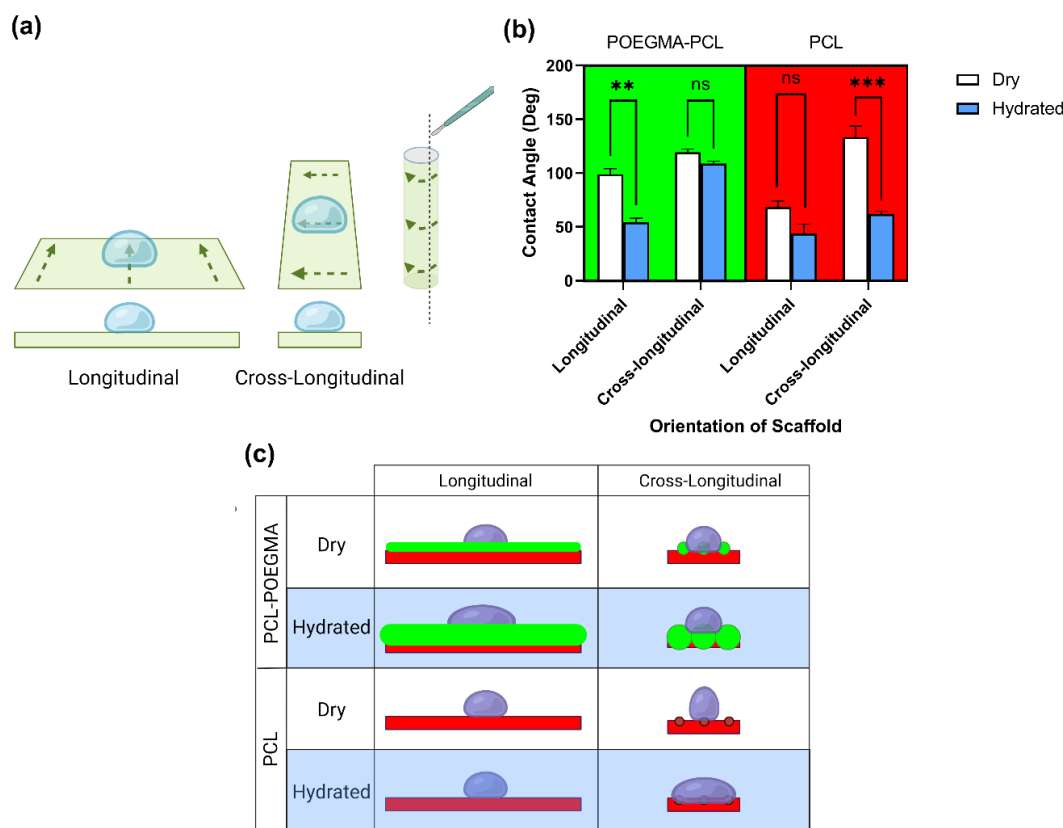 (a)
Longitudinal
Cross-Longitudinal
(b)
POEGMA-PCL
PCL
200
150
100
50
0
Contact Angle (Deg)
**
ns
ns
***
Dry
Hydrated
Longitudinal
Cross-longitudinal
Longitudinal
Cross-longitudinal
Orientation of Scaffold
(c)
Longitudinal
Cross-Longitudinal
PCL-POEGMA
Dry
Hydrated
PCL
Dry
Hydrated